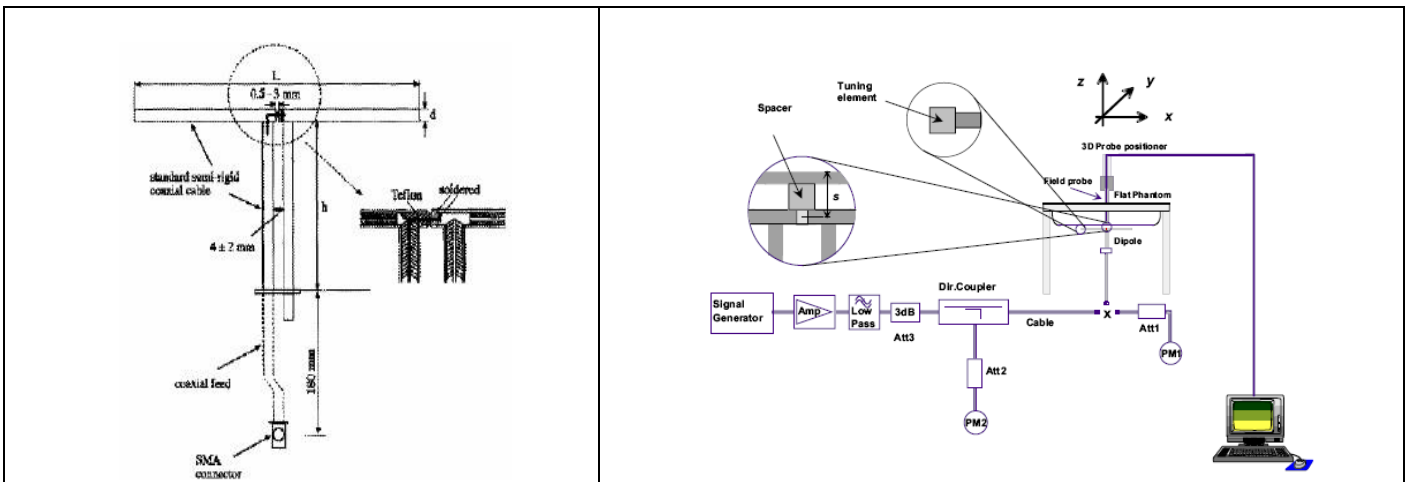 L
0.5-3 mm
d
standard semi-rigid
coaxial cable
h
Teflon
soldered
4 ± 2 mm
coaxial feed
180 mm
SMA
connector
Tuning
element
Spacer
z
y
x
3D Probe positioner
Field probe
Flat Phantom
s
Dipole
Signal
Generator
Amp
Low
Pass
3dB
Att3
Dir.Coupler
Cable
x
Att1
PM1
Att2
PM2